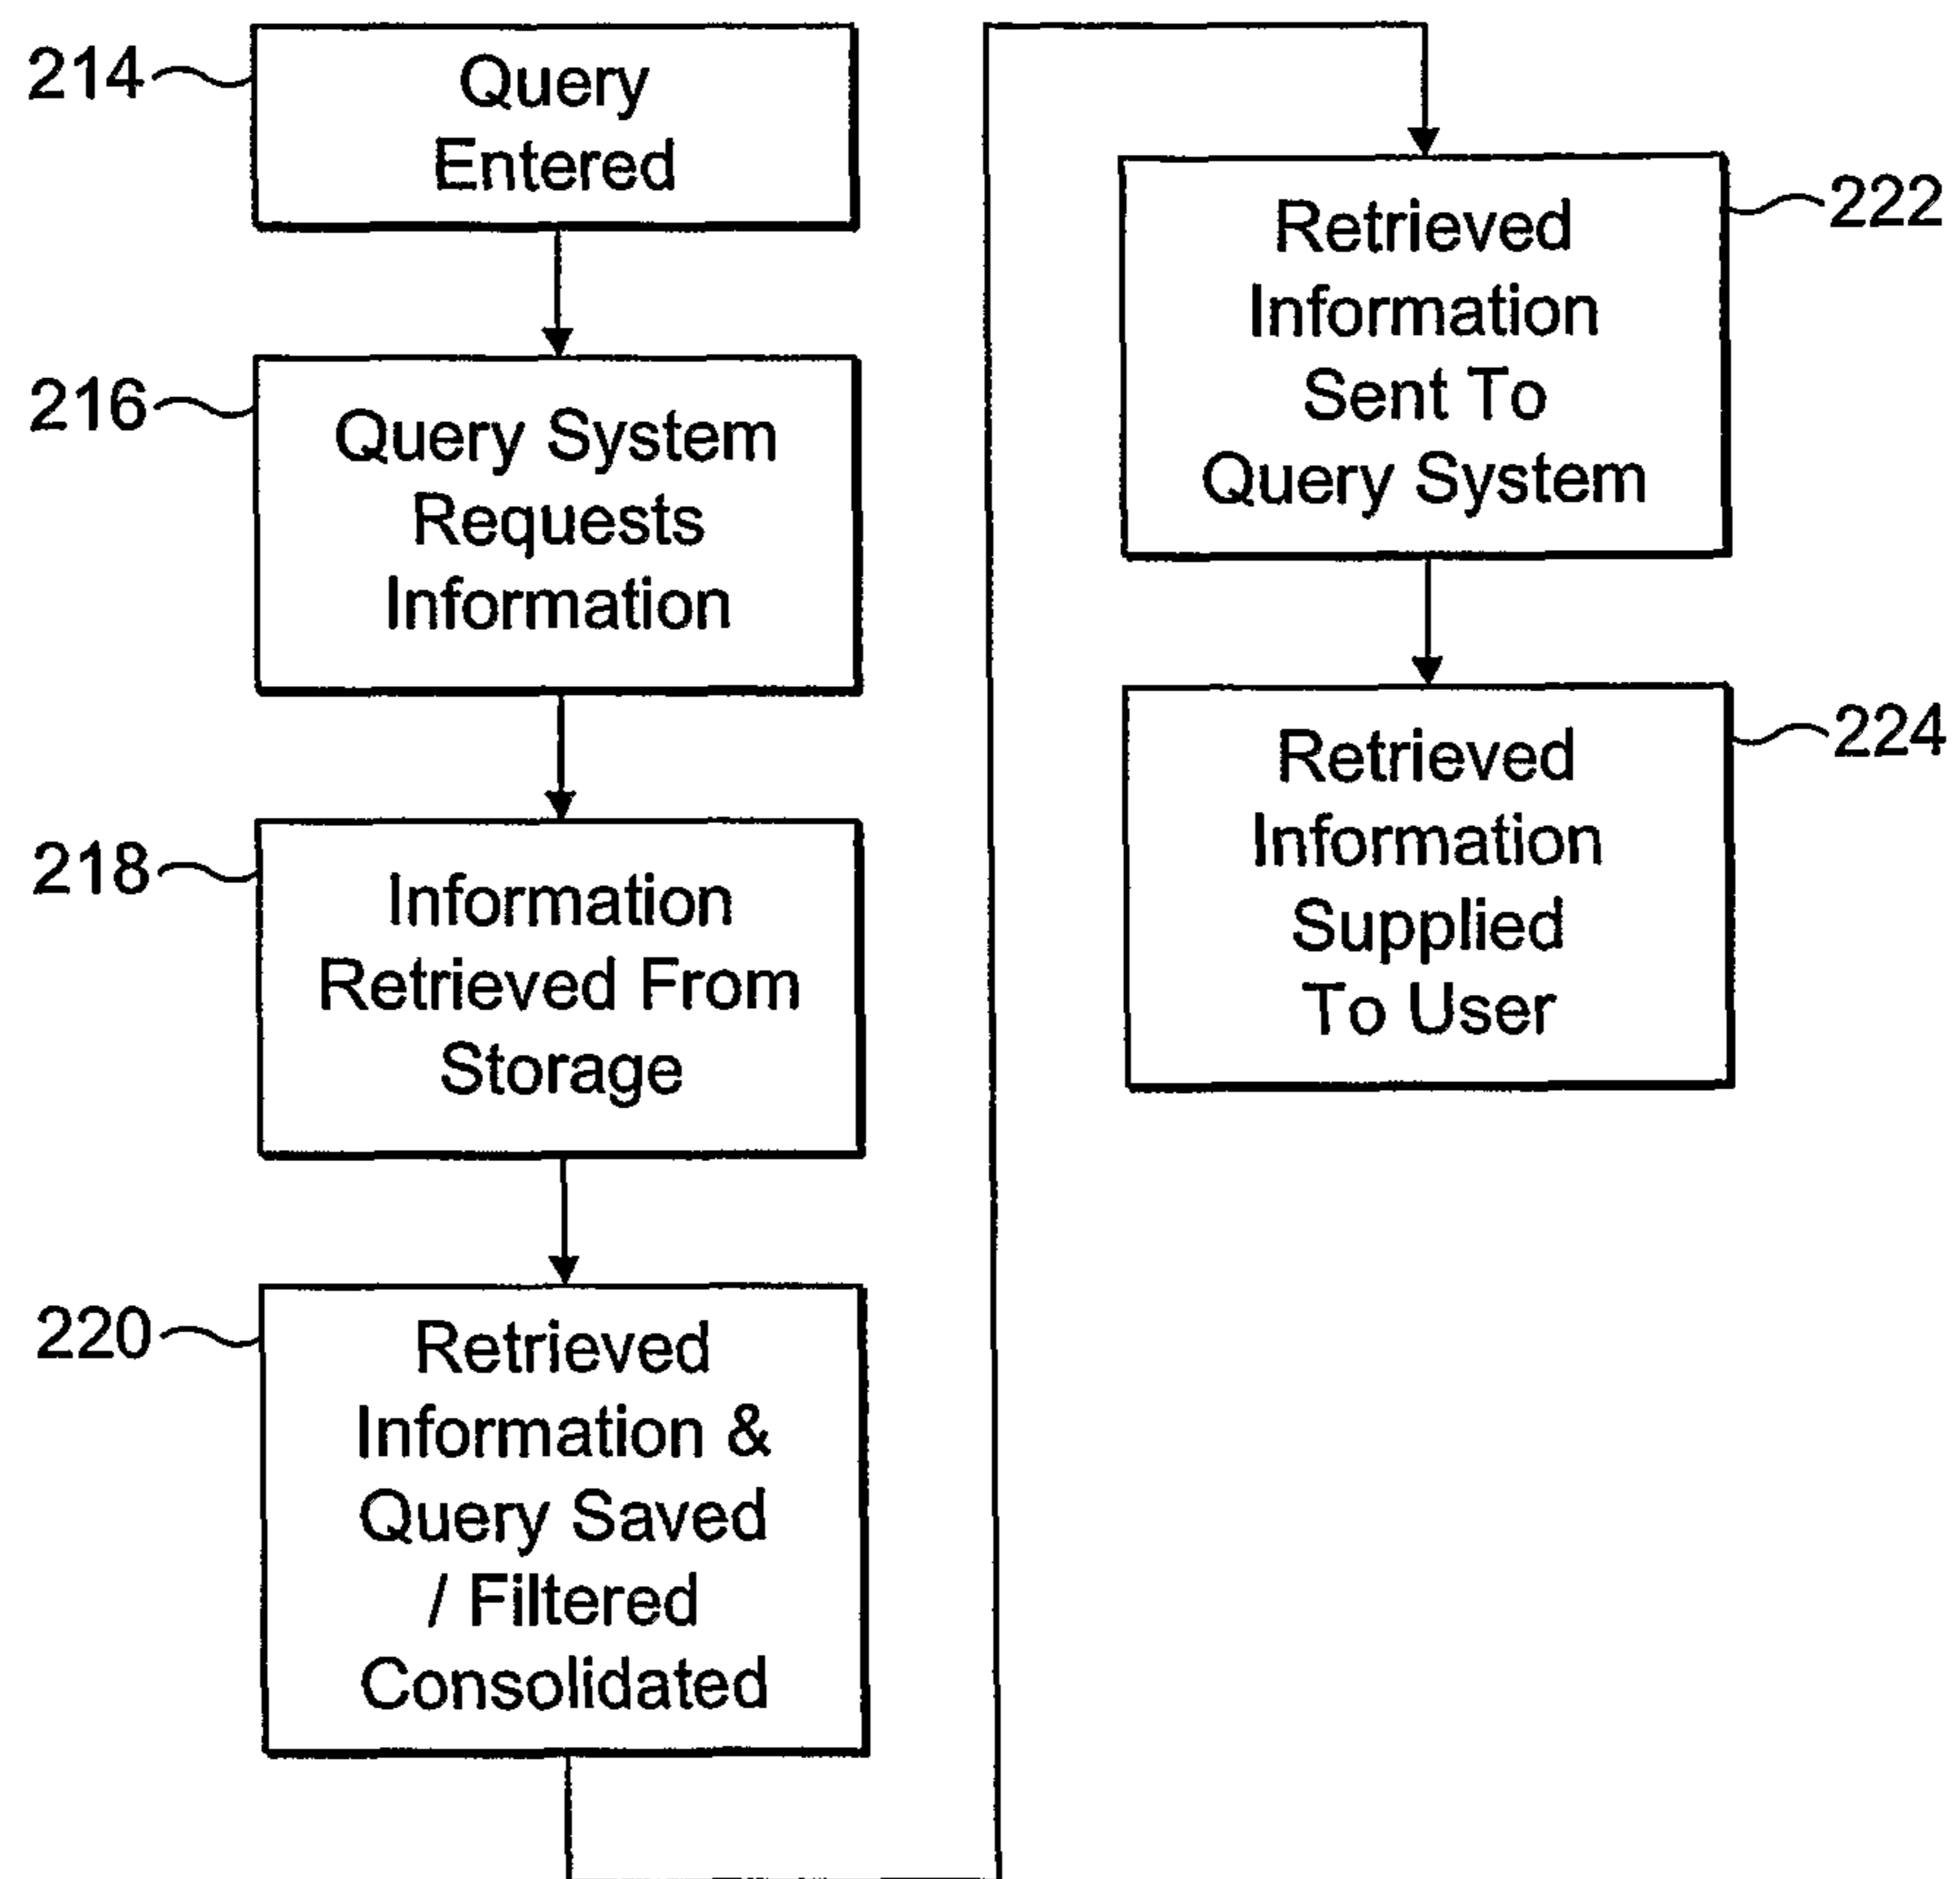 214
Query
Entered
216
Query System
Requests
Information
218
Information
Retrieved From
Storage
220
Retrieved
Information &
Query Saved
/ Filtered
Consolidated
222
Retrieved
Information
Sent To
Query System
224
Retrieved
Information
Supplied
To User